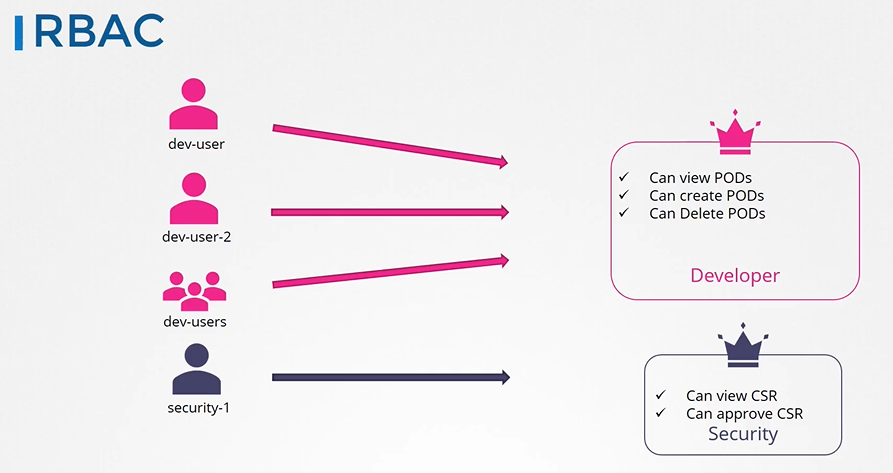 RBAC
dev-user
dev-user-2
dev-users
security-1
✓ Can view PODs
✓ Can create PODs
✓ Can Delete PODs
Developer
✓ Can view CSR
✓ Can approve CSR
Security